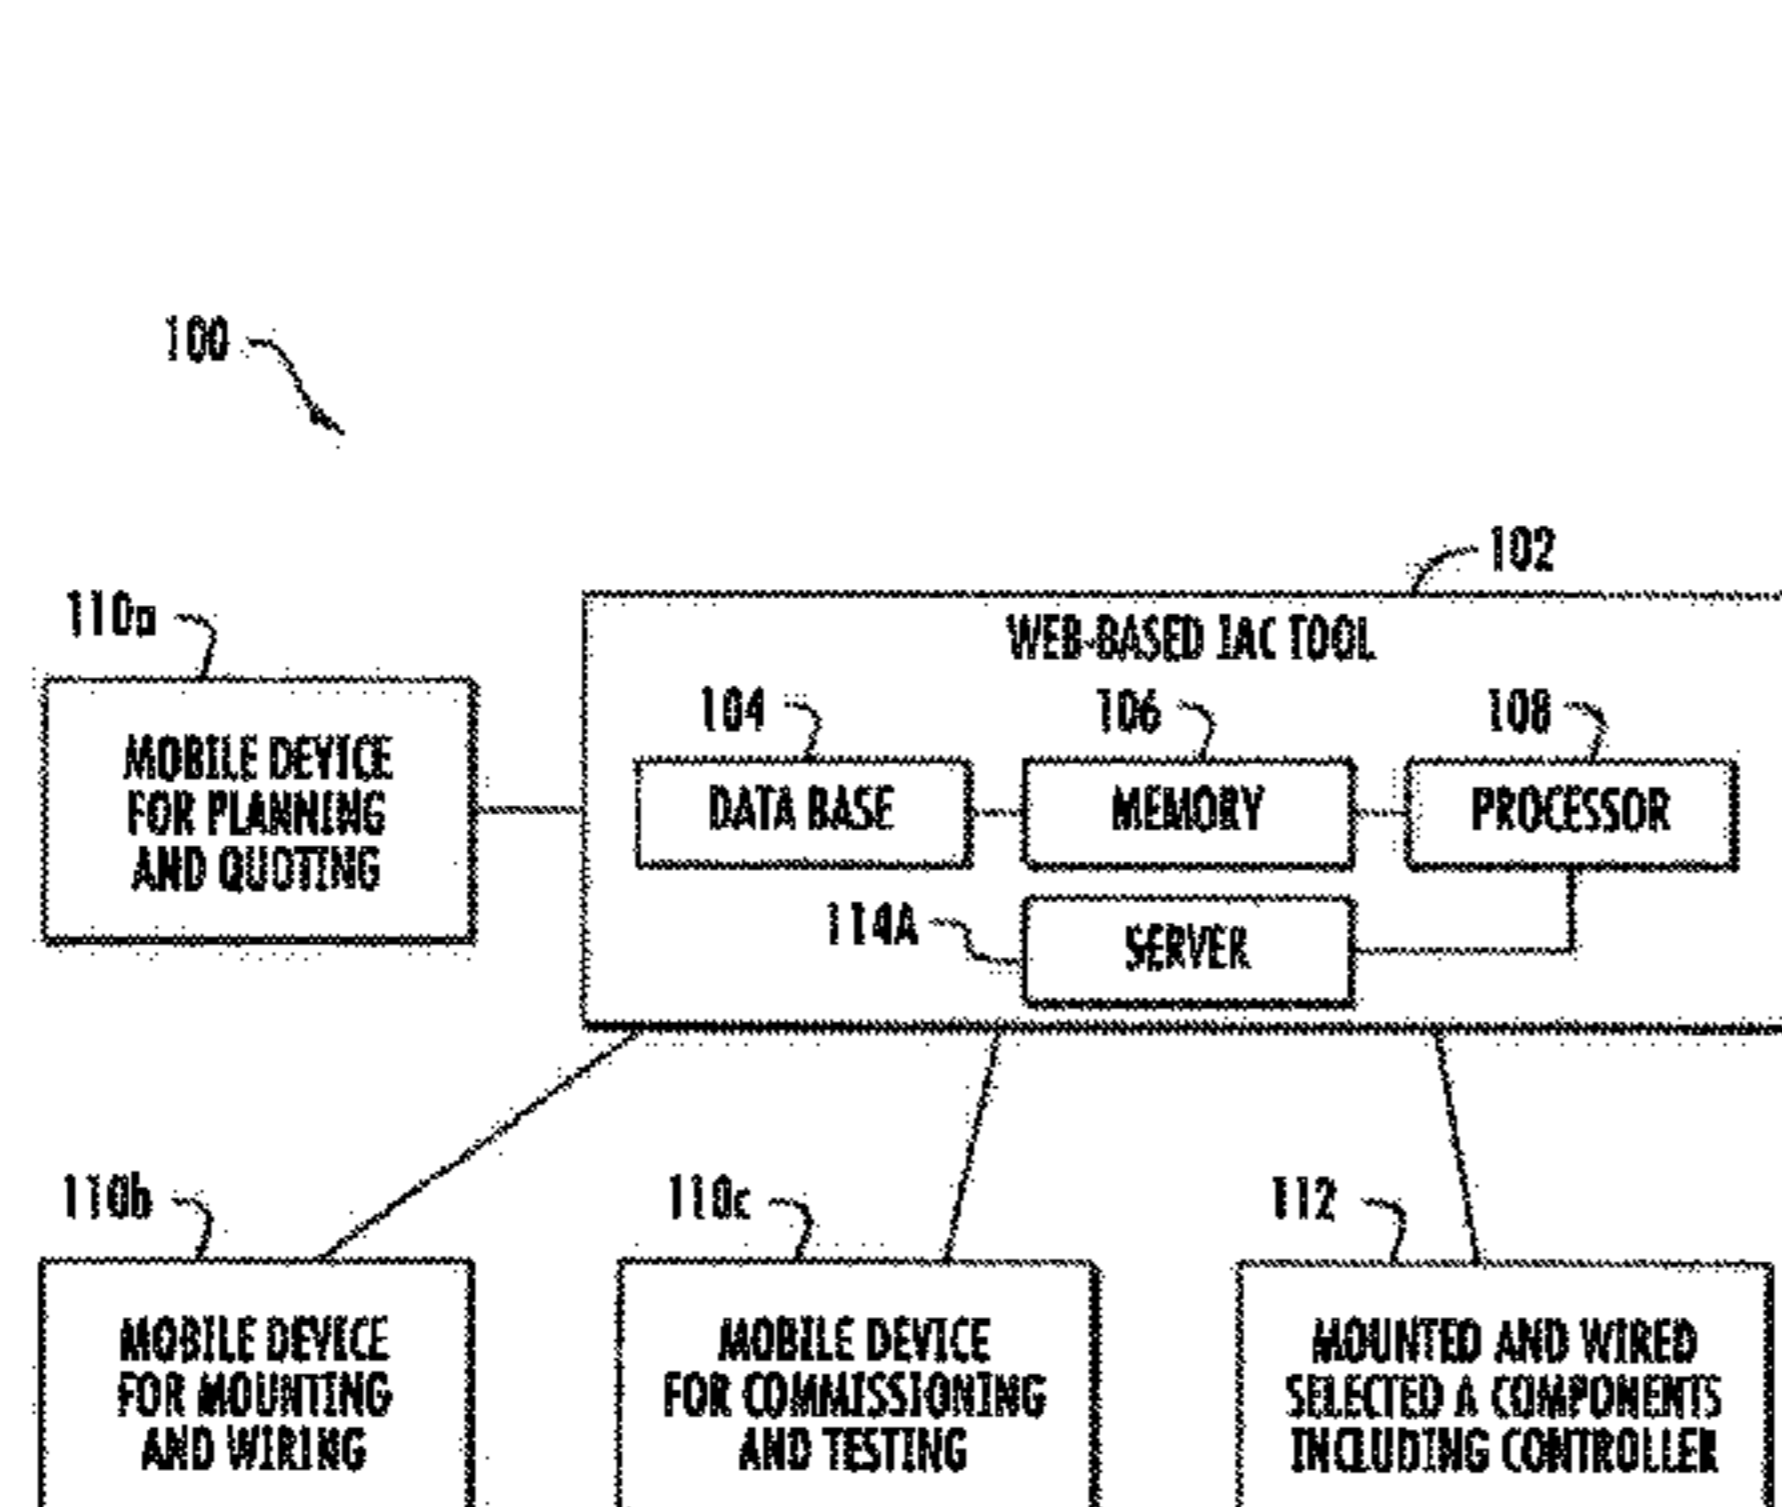 100
102
110a
WEB-BASED IAC TOOL
104
106
108
MOBILE DEVICE
FOR PLANNING
AND QUOTING
DATA BASE
MEMORY
PROCESSOR
114A
SERVER
110b
110c
112
MOBILE DEVICE
FOR MOUNTING
AND WIRING
MOBILE DEVICE
FOR COMMISSIONING
AND TESTING
MOUNTED AND WIRED
SELECTED A COMPONENTS
INCLUDING CONTROLLER